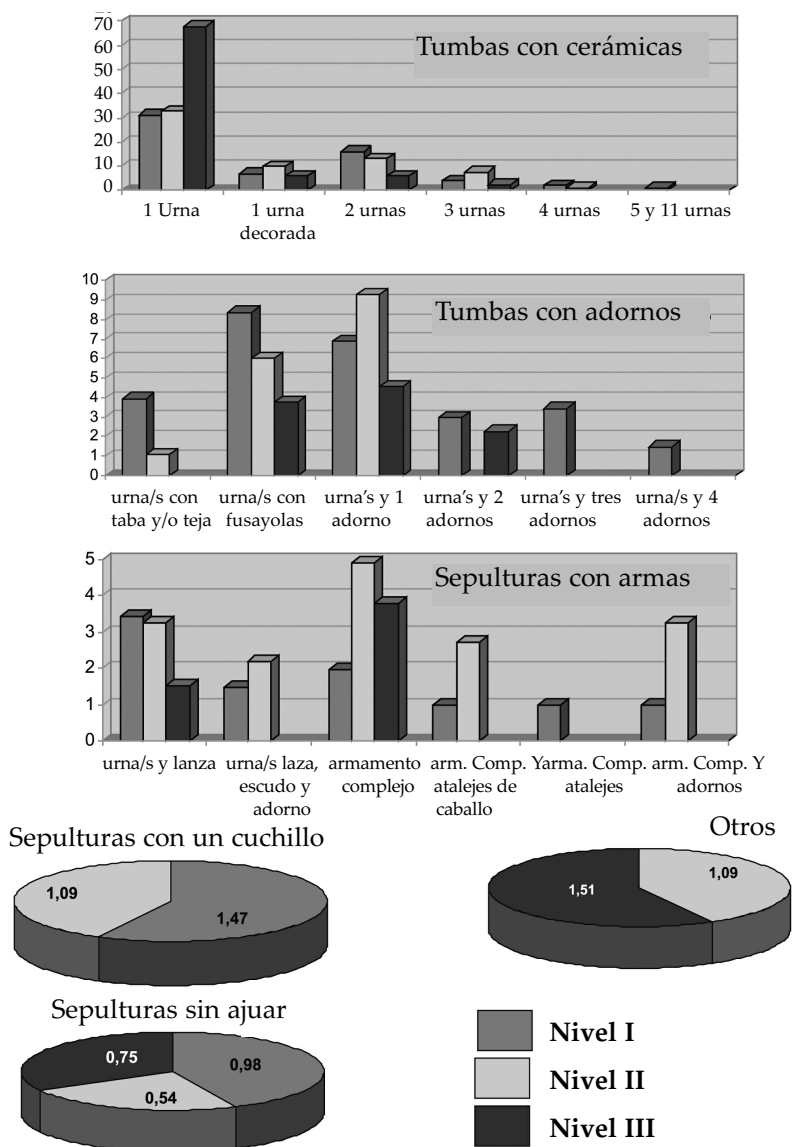 Tumbas con cerámicas
70
60
50
40
30
20
10
0
1 Urna
1 urna
decorada
2 urnas
3 urnas
4 urnas
5 y 11 urnas
Tumbas con adornos
10
9
8
7
6
5
4
3
2
1
0
urna/s con
taba y/o teja
urna/s con
fusayolas
urna's y 1
adorno
urna's y 2
adornos
urna's y tres
adornos
urna/s y 4
adornos
Sepulturas con armas
5
4
3
2
1
0
urna/s y lanza
urna/s laza,
escudo y
adorno
armamento
complejo
arm. Comp.
atalejes de
caballo
Yarma. Comp.
atalejes
arm. Comp. Y
adornos
Sepulturas con un cuchillo
1,09
1,47
Otros
1,51
1,09
Sepulturas sin ajuar
0,75
0,98
0,54
Nivel I
Nivel II
Nivel III